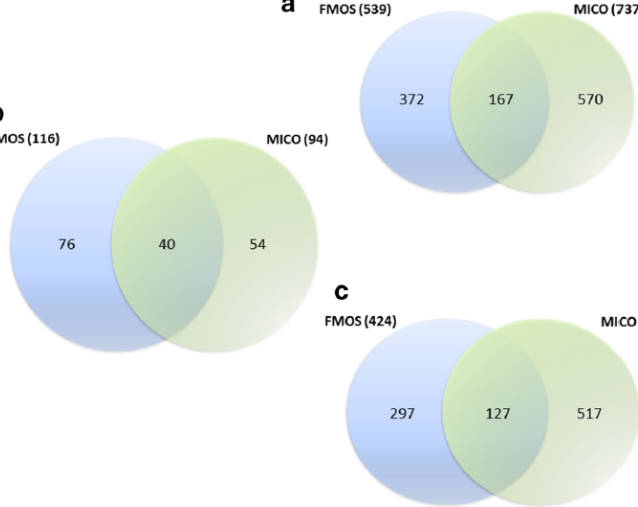 a
FMOS (539)
MICO (737
372
167
570
MOS (116)
MICO (94)
76
40
54
c
FMOS (424)
MICO
297
127
517